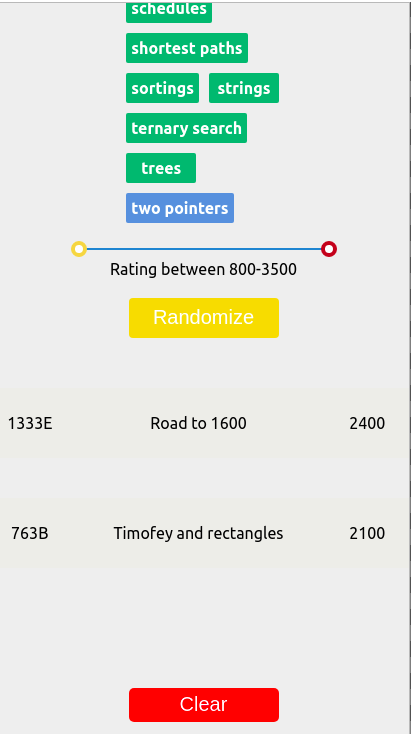 schedules
shortest paths
sortings strings
ternary search
trees
two pointers
Rating between 800-3500
Randomize
1333E Road to 1600 2400
763B Timofey and rectangles 2100
Clear